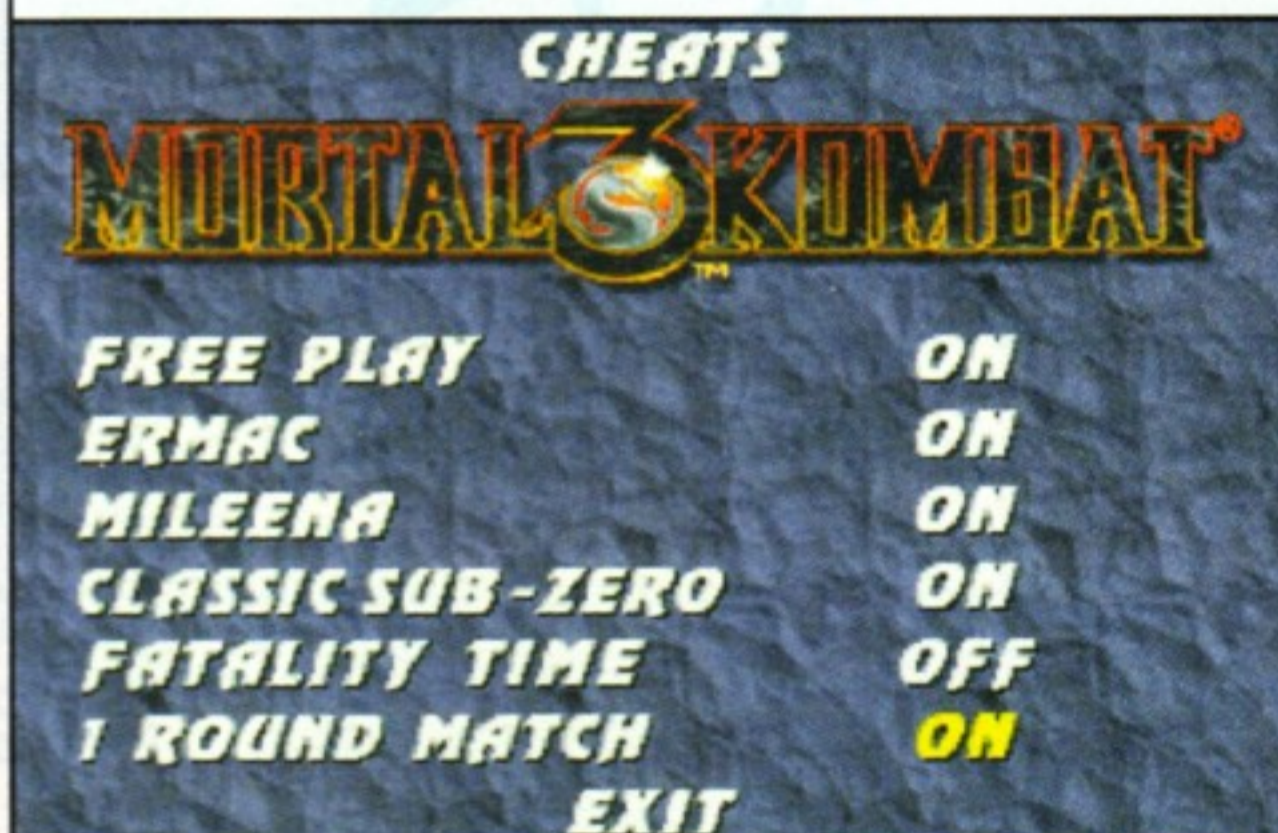 CHEATS
MORTAL 3 KOMBAT®
TM
FREE PLAY ON
ERMAC ON
MILEENA ON
CLASSIC SUB-ZERO ON
FATALITY TIME OFF
1 ROUND MATCH ON
EXIT